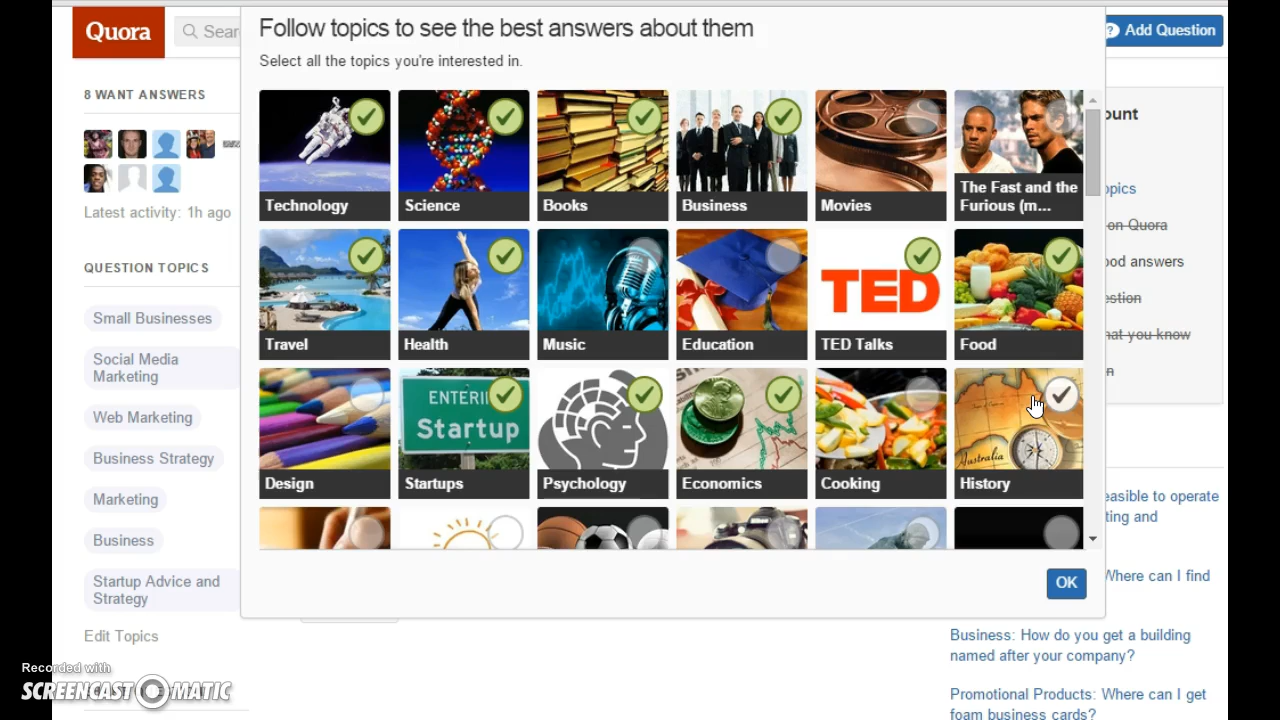 Quora
Sear
Follow topics to see the best answers about them
Select all the topics you're interested in.
Add Question
8 WANT ANSWERS
Latest activity: 1h ago
QUESTION TOPICS
Small Businesses
Social Media
Marketing
Web Marketing
Business Strategy
Marketing
Business
Startup Advice and
Strategy
Edit Topics
Technology
Science
Books
Business
Movies
The Fast and the
Furious (m...
Travel
Health
Music
Education
TED
TED Talks
Food
Design
ENTERI
Startup
Startups
Psychology
Economics
Cooking
Australia
History
OK
ount
opics
on Quora
ood answers
estion
hat you know
n
easible to operate
ting and
Where can I find
Business: How do you get a building
named after your company?
Promotional Products: Where can I get
foam business cards?
Recorded with
SCREENCAST-O-MATIC